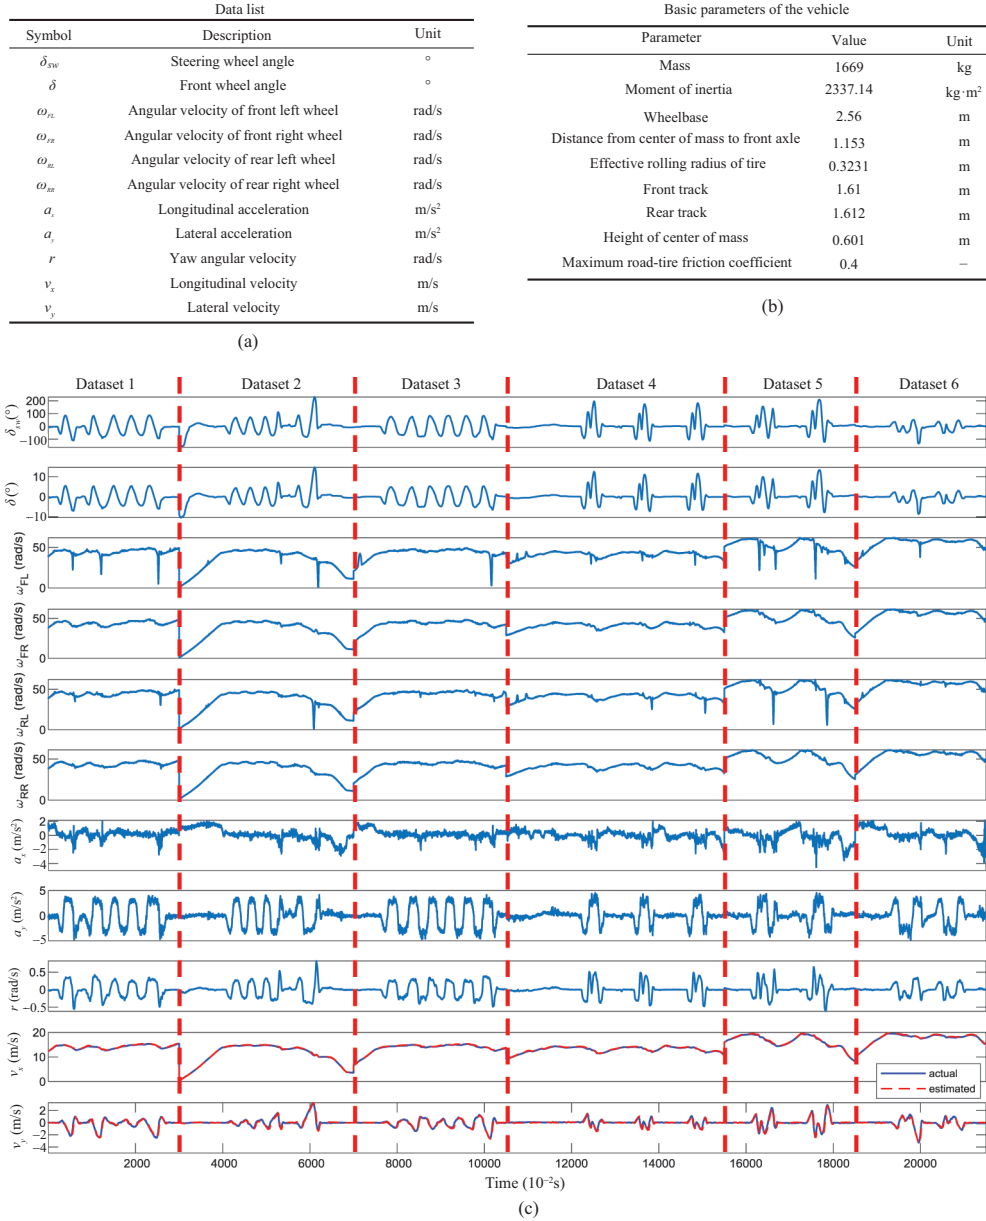 Data list
Symbol Description Unit
δsw Steering wheel angle °
δ Front wheel angle °
ωFL Angular velocity of front left wheel rad/s
ωFR Angular velocity of front right wheel rad/s
ωRL Angular velocity of rear left wheel rad/s
ωRR Angular velocity of rear right wheel rad/s
ax Longitudinal acceleration m/s²
ay Lateral acceleration m/s²
r Yaw angular velocity rad/s
vx Longitudinal velocity m/s
vy Lateral velocity m/s
(a)
Basic parameters of the vehicle
Parameter Value Unit
Mass 1669 kg
Moment of inertia 2337.14 kg·m²
Wheelbase 2.56 m
Distance from center of mass to front axle 1.153 m
Effective rolling radius of tire 0.3231 m
Front track 1.61 m
Rear track 1.612 m
Height of center of mass 0.601 m
Maximum road-tire friction coefficient 0.4 –
(b)
Dataset 1 Dataset 2 Dataset 3 Dataset 4 Dataset 5 Dataset 6
δsw(°)
200
100
0
−100
δ (°)
10
0
−10
ωFL (rad/s)
50
0
ωFR (rad/s)
50
0
ωRL (rad/s)
50
0
ωRR (rad/s)
50
0
ax (m/s²)
2
0
−2
−4
ay (m/s²)
5
0
−5
r (rad/s)
0.5
0
−0.5
vx (m/s)
20
10
0
actual
estimated
vy (m/s)
2
0
−2
−4
2000 4000 6000 8000 10000 12000 14000 16000 18000 20000
Time (10⁻²s)
(c)